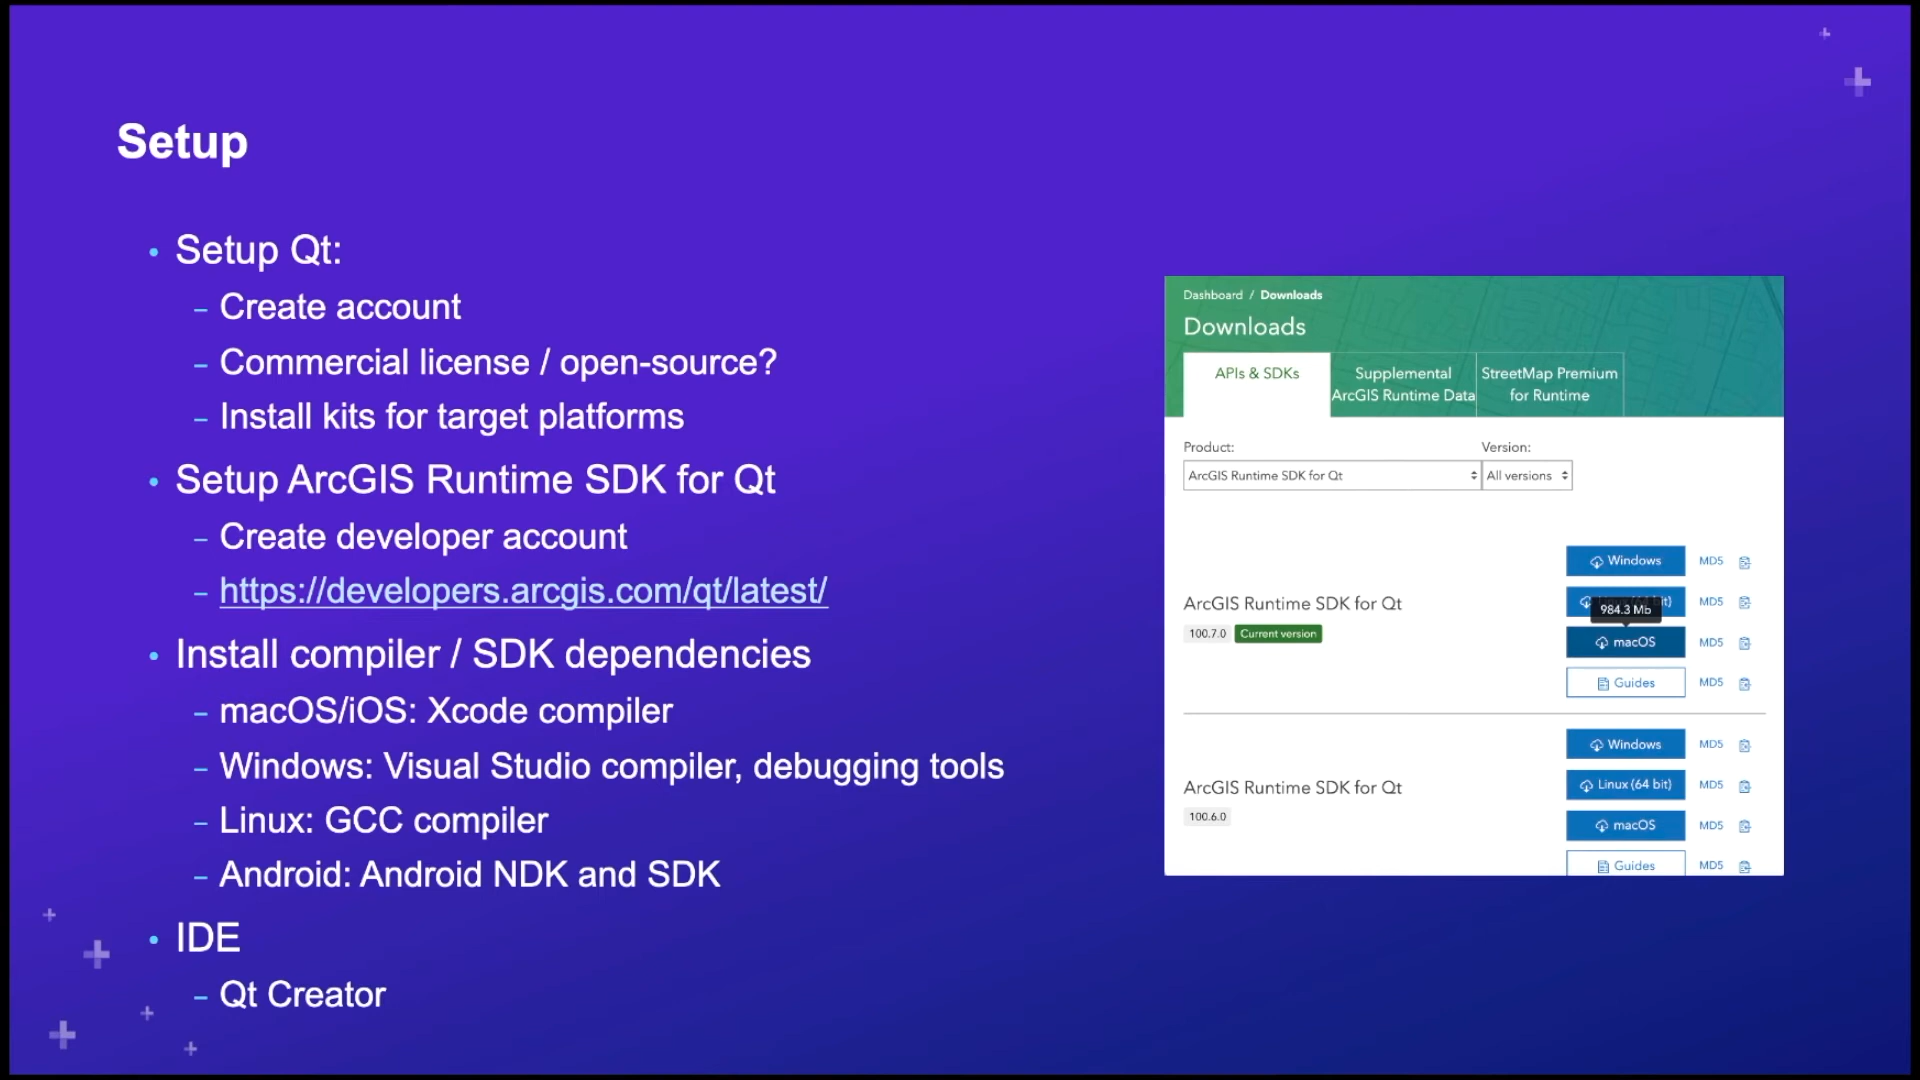 Setup
Setup Qt:
– Create account
– Commercial license / open-source?
– Install kits for target platforms
Setup ArcGIS Runtime SDK for Qt
– Create developer account
– https://developers.arcgis.com/qt/latest/
Install compiler / SDK dependencies
– macOS/iOS: Xcode compiler
– Windows: Visual Studio compiler, debugging tools
– Linux: GCC compiler
– Android: Android NDK and SDK
IDE
– Qt Creator
Dashboard / Downloads
Downloads
APIs & SDKs
Supplemental
ArcGIS Runtime Data
StreetMap Premium
for Runtime
Product:
Version:
ArcGIS Runtime SDK for Qt
All versions
ArcGIS Runtime SDK for Qt
100.7.0 Current version
Windows MD5
984.3 Mb
MD5
macOS MD5
Guides MD5
ArcGIS Runtime SDK for Qt
100.6.0
Windows MD5
Linux (64 bit) MD5
macOS MD5
Guides MD5